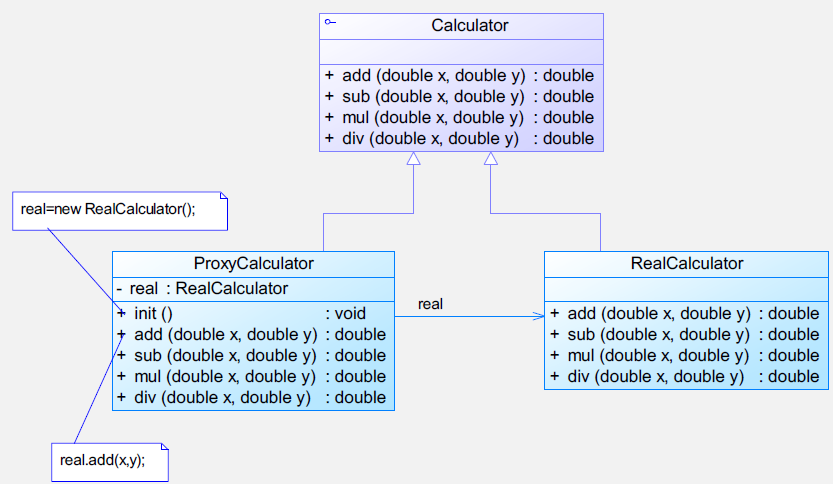 Calculator
+ add (double x, double y) : double
+ sub (double x, double y) : double
+ mul (double x, double y) : double
+ div (double x, double y) : double
real=new RealCalculator();
ProxyCalculator
- real : RealCalculator
+ init () : void
+ add (double x, double y) : double
+ sub (double x, double y) : double
+ mul (double x, double y) : double
+ div (double x, double y) : double
real
RealCalculator
+ add (double x, double y) : double
+ sub (double x, double y) : double
+ mul (double x, double y) : double
+ div (double x, double y) : double
real.add(x,y);